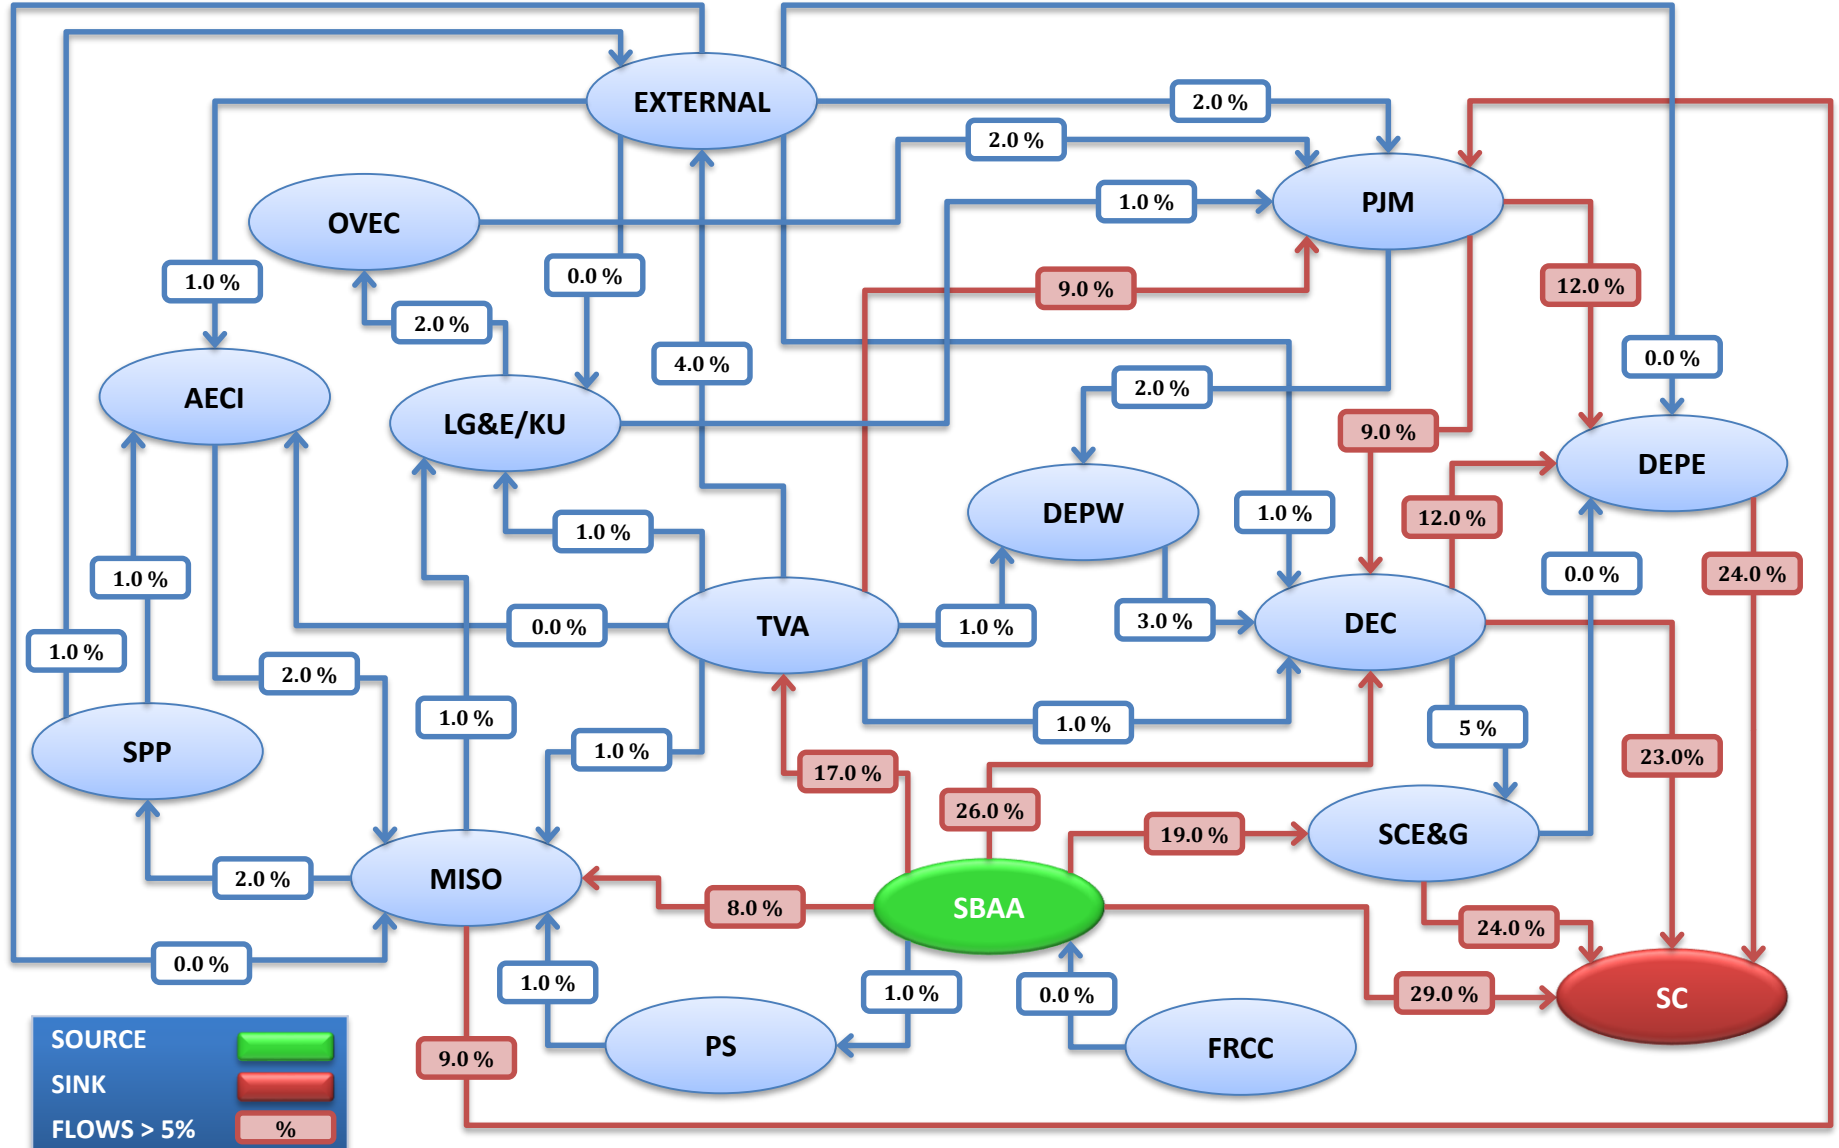 EXTERNAL
2.0 %
2.0 %
OVEC
1.0 %
PJM
1.0 %
0.0 %
9.0 %
12.0 %
2.0 %
4.0 %
0.0 %
AECI
2.0 %
LG&E/KU
9.0 %
DEPE
DEPW
1.0 %
12.0 %
1.0 %
1.0 %
0.0 %
24.0 %
0.0 %
TVA
1.0 %
3.0 %
DEC
1.0 %
2.0 %
1.0 %
1.0 %
5 %
SPP
1.0 %
17.0 %
23.0%
26.0 %
19.0 %
SCE&G
2.0 %
MISO
8.0 %
SBAA
24.0 %
0.0 %
1.0 %
1.0 %
0.0 %
29.0 %
SC
9.0 %
PS
FRCC
SOURCE
SINK
FLOWS > 5%
%